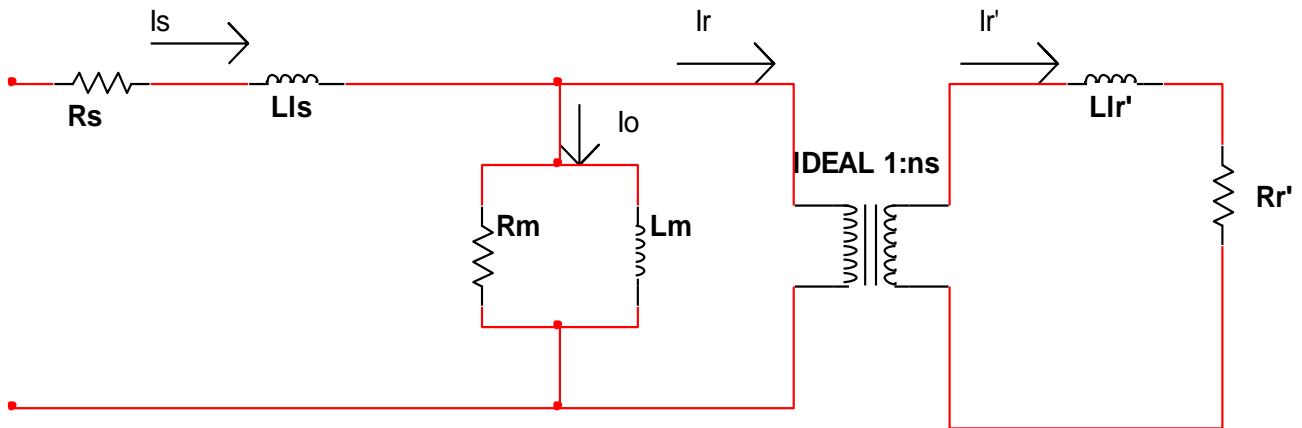 Is
Ir
Ir'
Rs
Lls
Llr'
Io
IDEAL 1:ns
Rm
Lm
Rr'